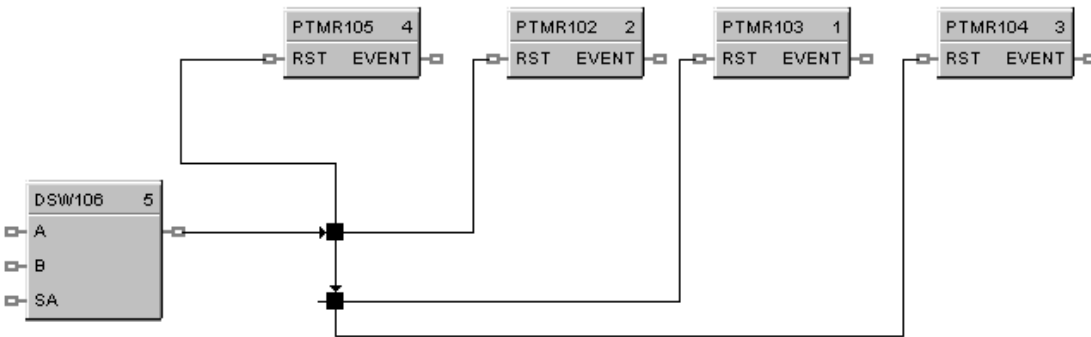 PTMR105 4
RST EVENT
PTMR102 2
RST EVENT
PTMR103 1
RST EVENT
PTMR104 3
RST EVENT
DSW106 5
A
B
SA